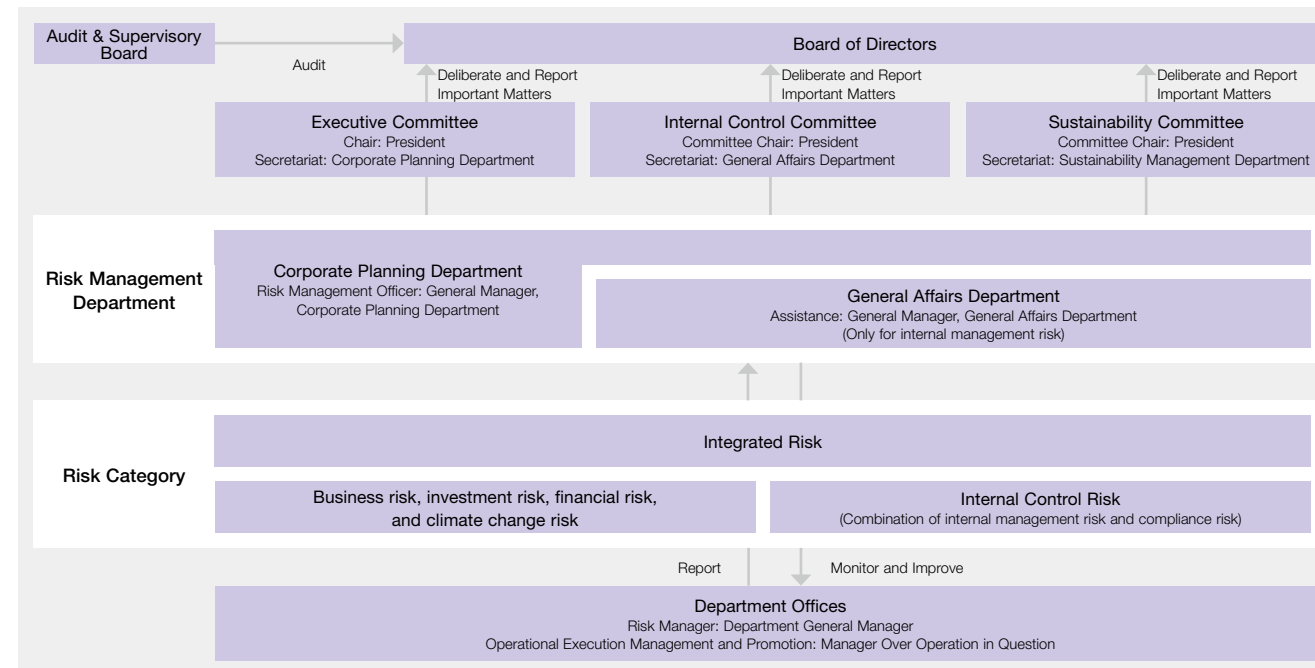 Audit & Supervisory
Board
Audit
Board of Directors
Deliberate and Report
Important Matters
Deliberate and Report
Important Matters
Deliberate and Report
Important Matters
Executive Committee
Chair: President
Secretariat: Corporate Planning Department
Internal Control Committee
Committee Chair: President
Secretariat: General Affairs Department
Sustainability Committee
Committee Chair: President
Secretariat: Sustainability Management Department
Risk Management
Department
Corporate Planning Department
Risk Management Officer: General Manager,
Corporate Planning Department
General Affairs Department
Assistance: General Manager, General Affairs Department
(Only for internal management risk)
Risk Category
Integrated Risk
Business risk, investment risk, financial risk,
and climate change risk
Internal Control Risk
(Combination of internal management risk and compliance risk)
Report
Monitor and Improve
Department Offices
Risk Manager: Department General Manager
Operational Execution Management and Promotion: Manager Over Operation in Question